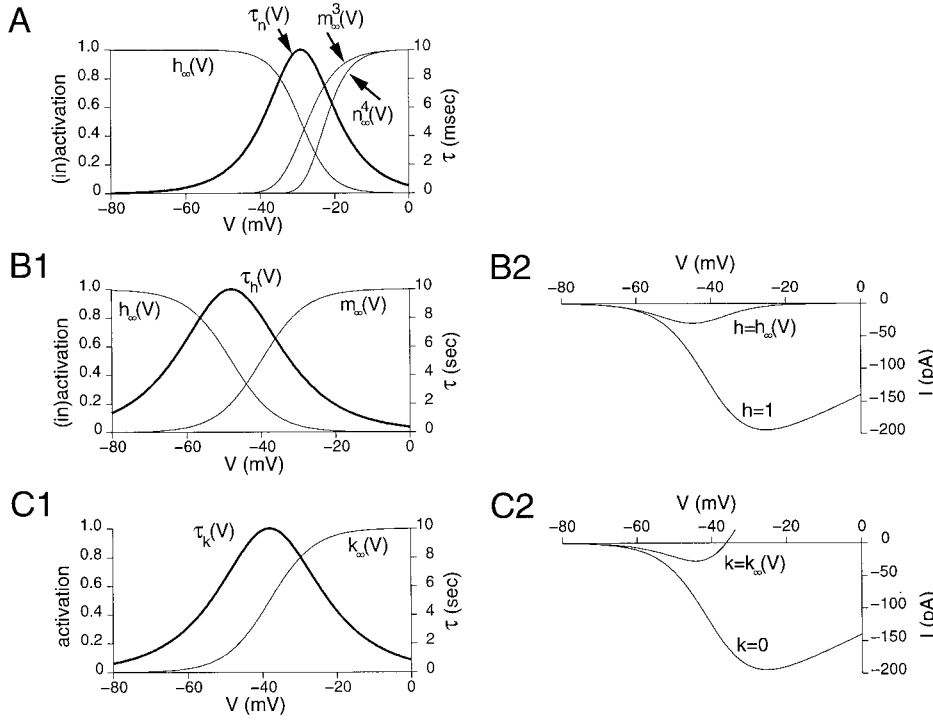 A
τn(V)
m∞³(V)
1.0
0.8
0.6
0.4
0.2
0
(in)activation
h∞(V)
n∞⁴(V)
10
8
6
4
2
0
τ (msec)
−80 −60 −40 −20 0
V (mV)
B1
τh(V)
1.0
0.8
0.6
0.4
0.2
0
(in)activation
h∞(V)
m∞(V)
10
8
6
4
2
0
τ (sec)
−80 −60 −40 −20 0
V (mV)
B2
V (mV)
−80 −60 −40 −20 0
0
−50
−100
−150
−200
I (pA)
h=h∞(V)
h=1
C1
τk(V)
1.0
0.8
0.6
0.4
0.2
0
activation
k∞(V)
10
8
6
4
2
0
τ (sec)
−80 −60 −40 −20 0
V (mV)
C2
V (mV)
−80 −60 −40 −20 0
0
−50
−100
−150
−200
I (pA)
k=k∞(V)
k=0